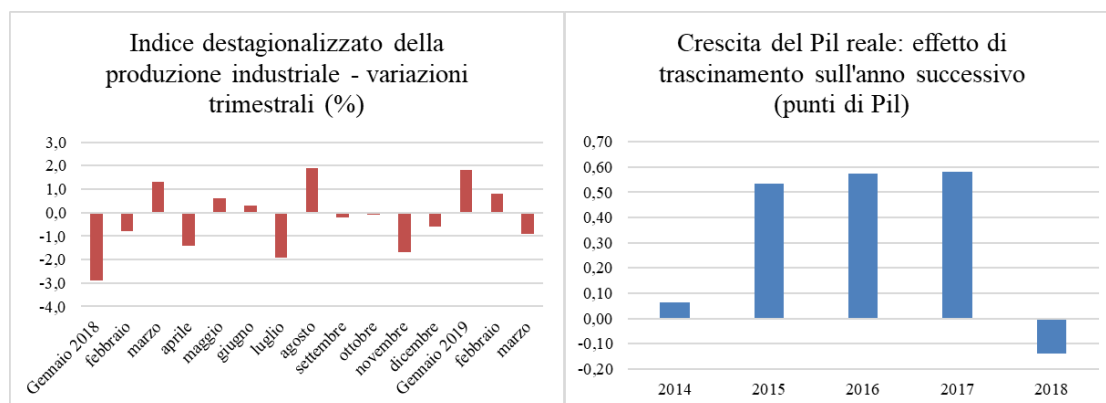 Indice destagionalizzato della
produzione industriale - variazioni
trimestrali (%)
3,0
2,0
1,0
0,0
-1,0
-2,0
-3,0
-4,0
Gennaio 2018
febbraio
marzo
aprile
maggio
giugno
luglio
agosto
settembre
ottobre
novembre
dicembre
Gennaio 2019
febbraio
marzo
Crescita del Pil reale: effetto di
trascinamento sull'anno successivo
(punti di Pil)
0,70
0,60
0,50
0,40
0,30
0,20
0,10
0,00
-0,10
-0,20
2014
2015
2016
2017
2018